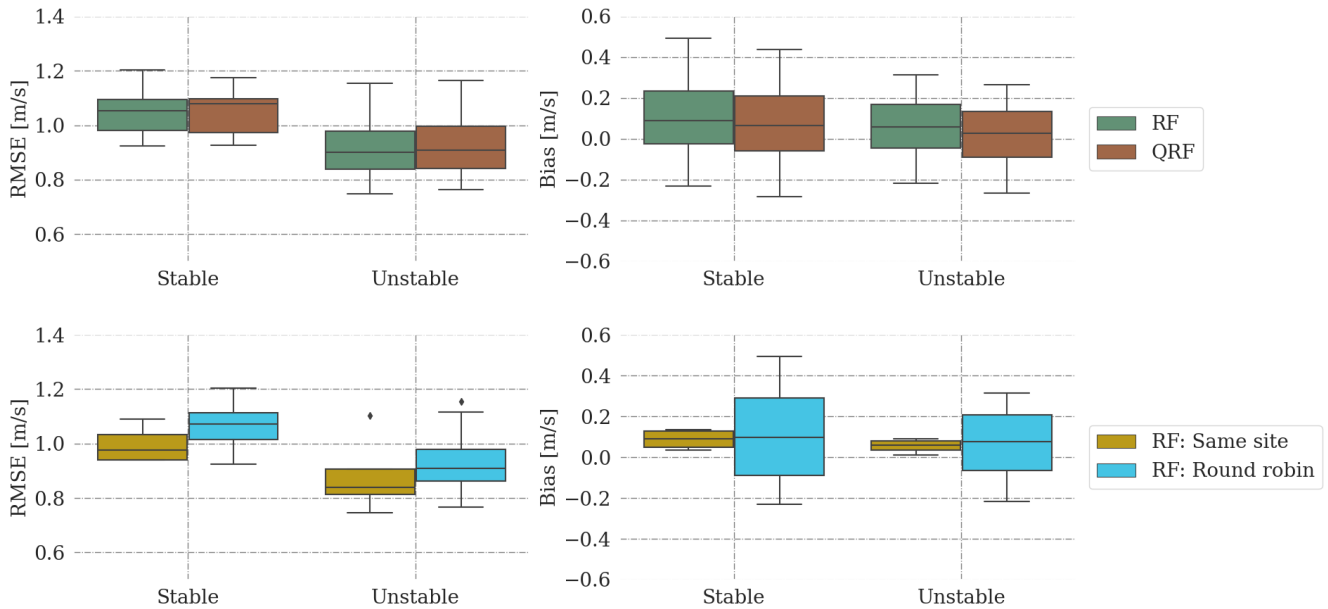 RMSE [m/s]
1.4
1.2
1.0
0.8
0.6
Stable
Unstable
Bias [m/s]
0.6
0.4
0.2
0.0
−0.2
−0.4
−0.6
Stable
Unstable
RF
QRF
RMSE [m/s]
1.4
1.2
1.0
0.8
0.6
Stable
Unstable
Bias [m/s]
0.6
0.4
0.2
0.0
−0.2
−0.4
−0.6
Stable
Unstable
RF: Same site
RF: Round robin